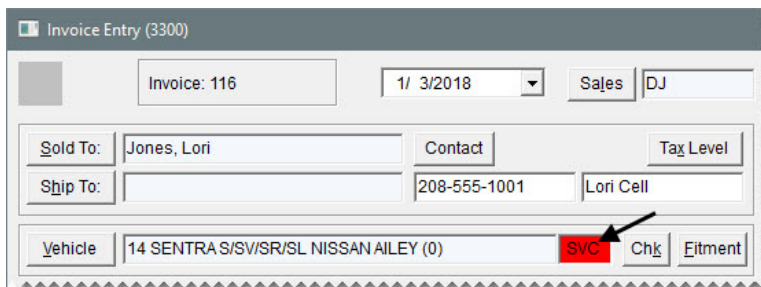 Invoice Entry (3300)
Invoice: 116 1/ 3/2018 Sales DJ
Sold To: Jones, Lori Contact Tax Level
Ship To: 208-555-1001 Lori Cell
Vehicle 14 SENTRA S/SV/SR/SL NISSAN AILEY (0) SVC Chk Fitment